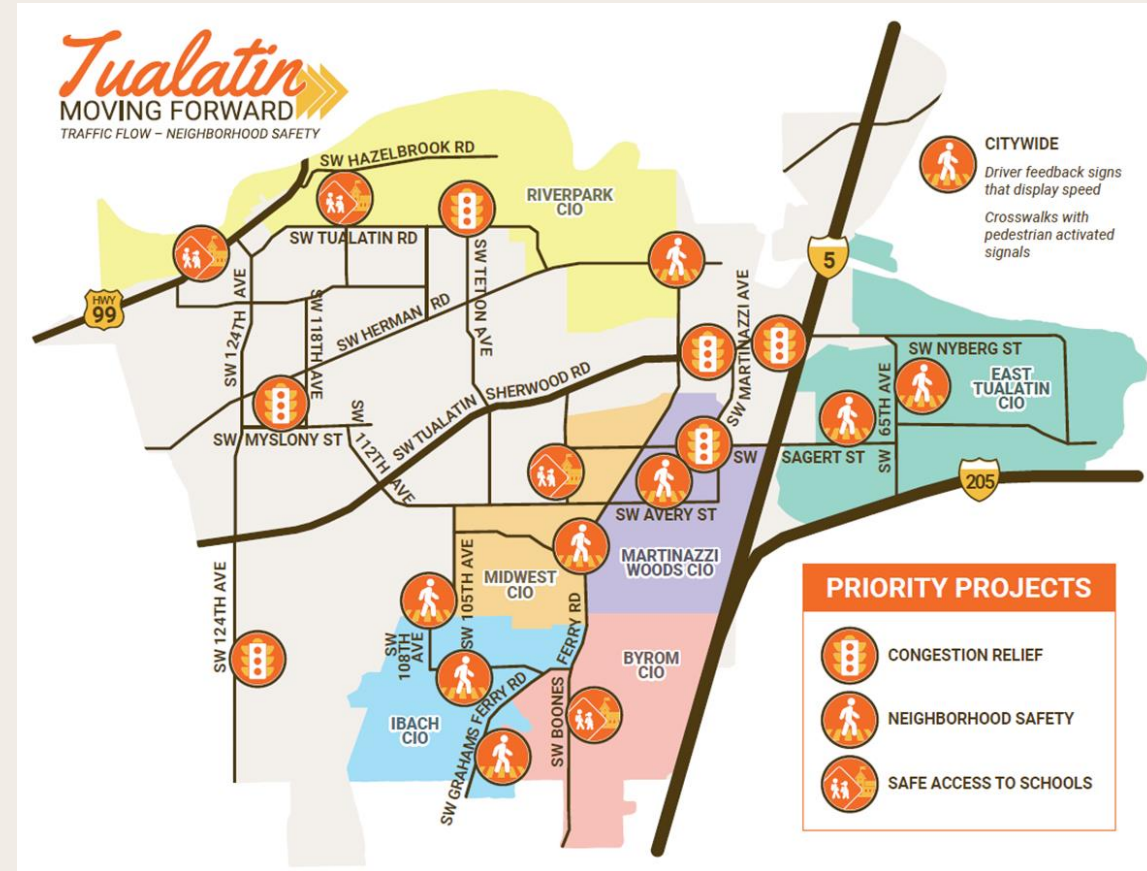 Tualatin
MOVING FORWARD
TRAFFIC FLOW – NEIGHBORHOOD SAFETY
SW HAZELBROOK RD
RIVERPARK
CIO
CITYWIDE
Driver feedback signs
that display speed
Crosswalks with
pedestrian activated
signals
SW TUALATIN RD
5
HWY
99
SW 124TH AVE
SW 118TH AVE
SW HERMAN RD
SW TETON AVE
SW MARTINAZZI AVE
SW NYBERG ST
EAST
TUALATIN
CIO
SW 65TH AVE
SW TUALATIN SHERWOOD RD
SW MYSLONY ST
SW 112TH AVE
SW SAGERT ST
205
SW AVERY ST
MARTINAZZI
WOODS CIO
MIDWEST
CIO
SW 105TH AVE
SW
108TH
AVE
SW 124TH AVE
SW BOONES FERRY RD
BYROM
CIO
IBACH
CIO
SW GRAHAMS FERRY RD
PRIORITY PROJECTS
CONGESTION RELIEF
NEIGHBORHOOD SAFETY
SAFE ACCESS TO SCHOOLS